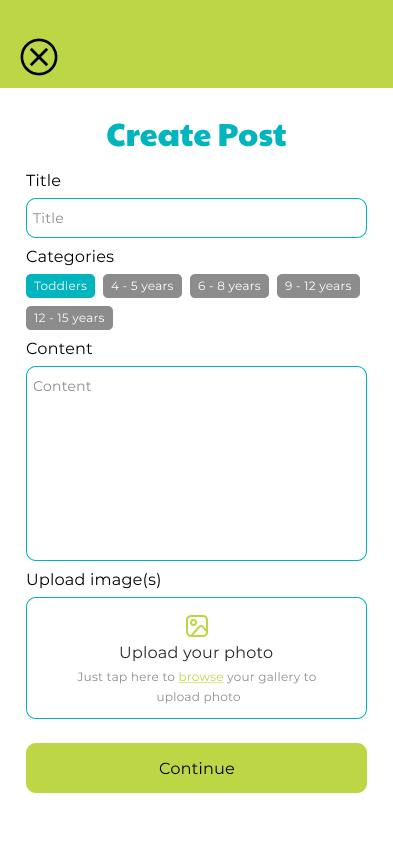 Create Post
Title
Title
Categories
Toddlers 4 - 5 years 6 - 8 years 9 - 12 years
12 - 15 years
Content
Content
Upload image(s)
Upload your photo
Just tap here to browse your gallery to
upload photo
Continue